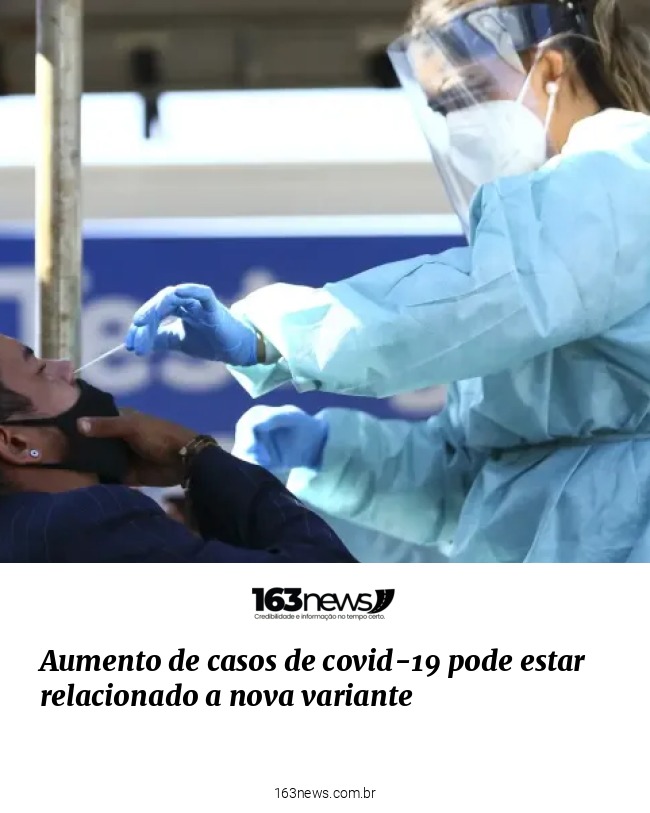 Test
163news
Credibilidade e informação no tempo certo.
Aumento de casos de covid-19 pode estar
relacionado a nova variante
163news.com.br